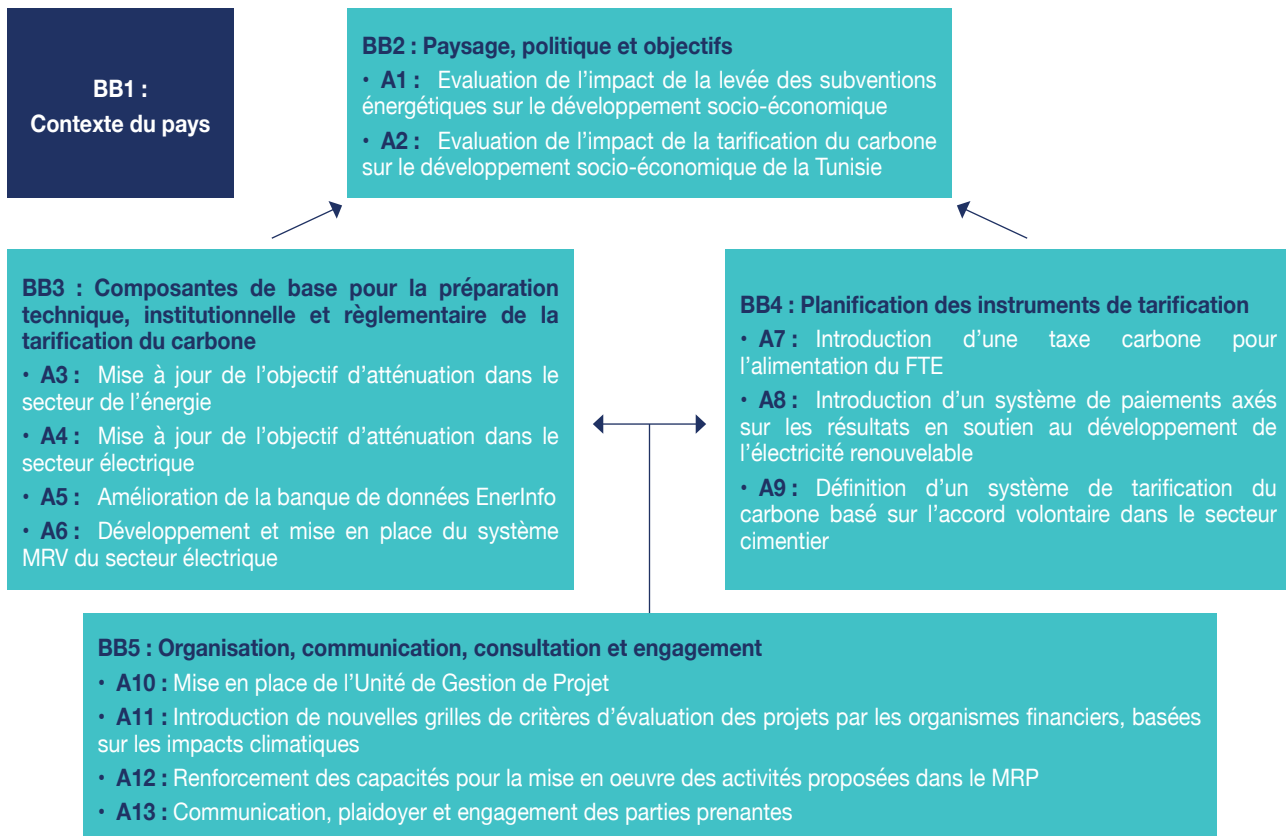 BB1 :
Contexte du pays
BB2 : Paysage, politique et objectifs
• A1 : Evaluation de l'impact de la levée des subventions
énergétiques sur le développement socio-économique
• A2 : Evaluation de l'impact de la tarification du carbone
sur le développement socio-économique de la Tunisie
BB3 : Composantes de base pour la préparation
technique, institutionnelle et règlementaire de la
tarification du carbone
• A3 : Mise à jour de l'objectif d'atténuation dans le
secteur de l'énergie
• A4 : Mise à jour de l'objectif d'atténuation dans le
secteur électrique
• A5 : Amélioration de la banque de données EnerInfo
• A6 : Développement et mise en place du système
MRV du secteur électrique
BB4 : Planification des instruments de tarification
• A7 : Introduction d'une taxe carbone pour
l'alimentation du FTE
• A8 : Introduction d'un système de paiements axés
sur les résultats en soutien au développement de
l'électricité renouvelable
• A9 : Définition d'un système de tarification du
carbone basé sur l'accord volontaire dans le secteur
cimentier
BB5 : Organisation, communication, consultation et engagement
• A10 : Mise en place de l'Unité de Gestion de Projet
• A11 : Introduction de nouvelles grilles de critères d'évaluation des projets par les organismes financiers, basées
sur les impacts climatiques
• A12 : Renforcement des capacités pour la mise en oeuvre des activités proposées dans le MRP
• A13 : Communication, plaidoyer et engagement des parties prenantes